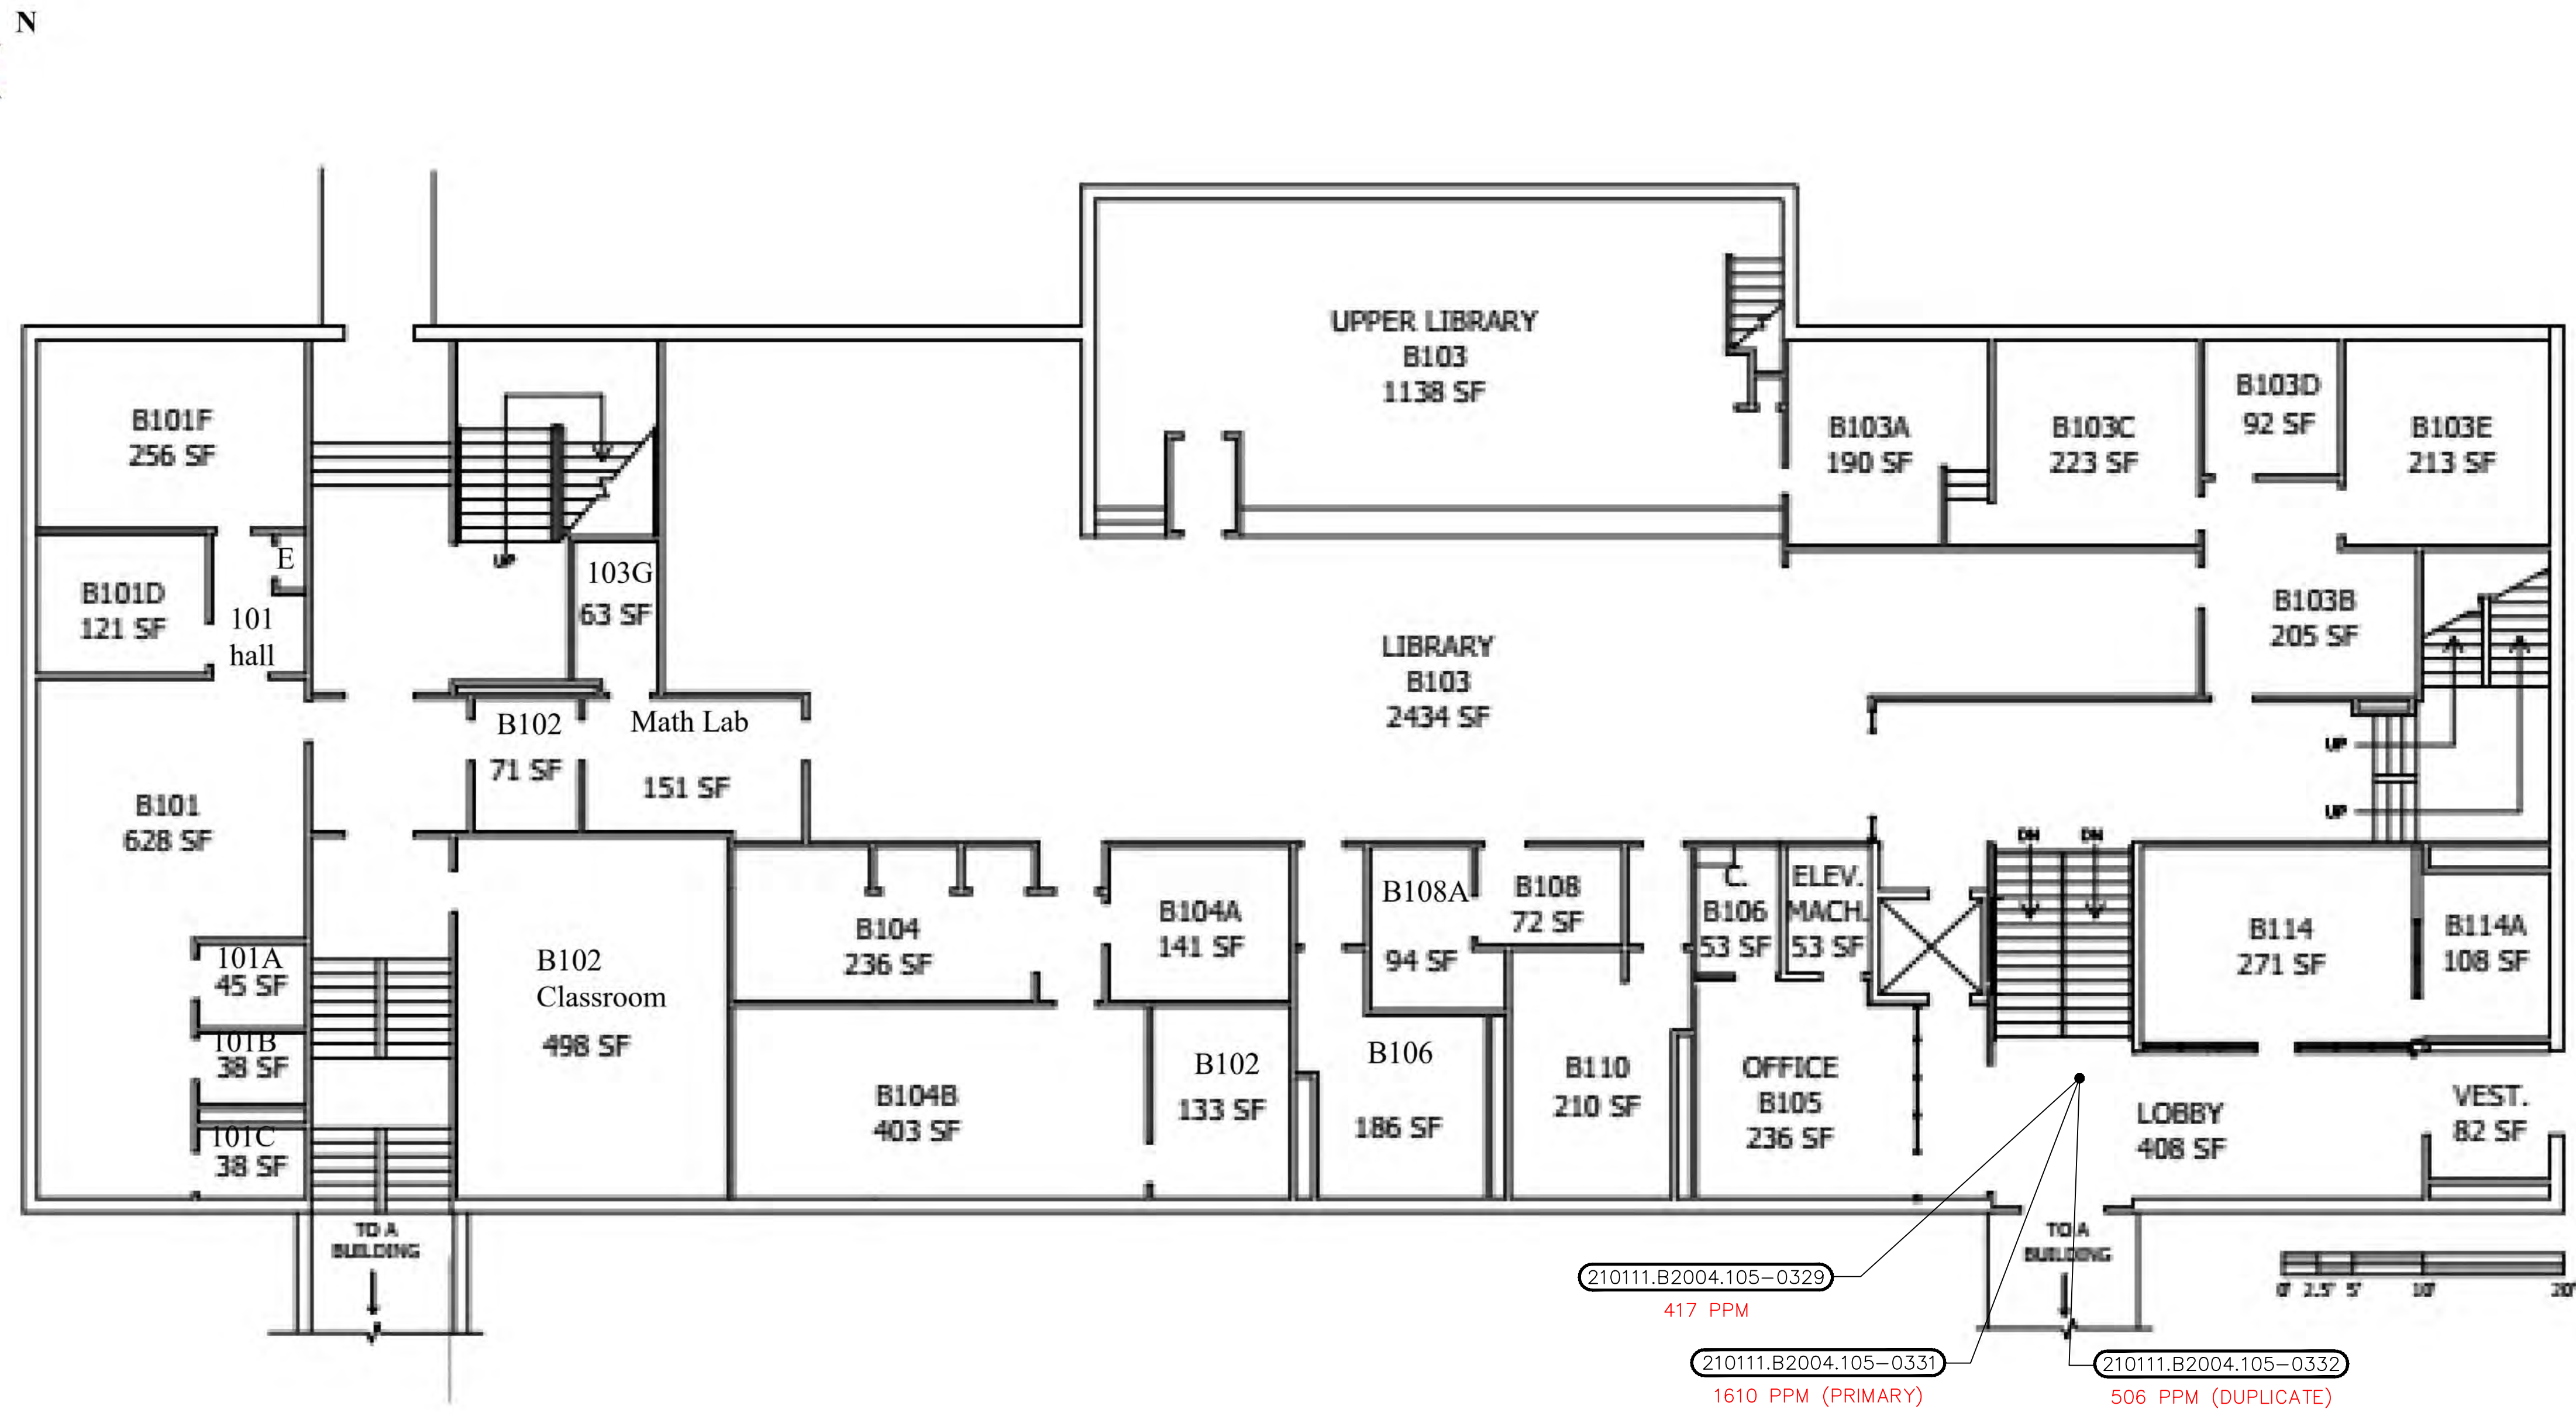 N
UPPER LIBRARY
B103
1138 SF
B101F
256 SF
B103A
190 SF
B103C
223 SF
B103D
92 SF
B103E
213 SF
E
UP
103G
63 SF
B101D
121 SF
101
hall
LIBRARY
B103
2434 SF
B103B
205 SF
B102
71 SF
Math Lab
151 SF
UP
UP
B101
628 SF
DN
DN
B104
236 SF
B104A
141 SF
B108A
94 SF
B108
72 SF
C.
B106
53 SF
ELEV.
MACH.
53 SF
B114
271 SF
B114A
108 SF
101A
45 SF
101B
38 SF
101C
38 SF
B102
Classroom
498 SF
B104B
403 SF
B102
133 SF
B106
186 SF
B110
210 SF
OFFICE
B105
236 SF
LOBBY
408 SF
VEST.
82 SF
TO A
BUILDING
TO A
BUILDING
0' 2.5' 5' 10' 20'
210111.B2004.105-0329
417 PPM
210111.B2004.105-0331
1610 PPM (PRIMARY)
210111.B2004.105-0332
506 PPM (DUPLICATE)